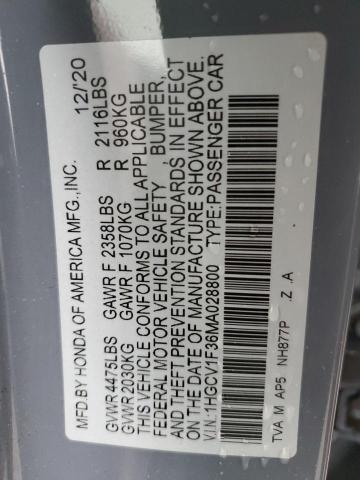 MFD.BY HONDA OF AMERICA MFG.,INC. 12/'20
GVWR 4475LBS GAWR F 2358LBS R 2116LBS
GVWR 2030KG GAWR F 1070KG R 960KG
THIS VEHICLE CONFORMS TO ALL APPLICABLE
FEDERAL MOTOR VEHICLE SAFETY , BUMPER,
AND THEFT PREVENTION STANDARDS IN EFFECT
ON THE DATE OF MANUFACTURE SHOWN ABOVE.
V.I.N.:1HGCV1F36MA028800 TYPE:PASSENGER CAR
TVA M AP5 NH877P .Z .A